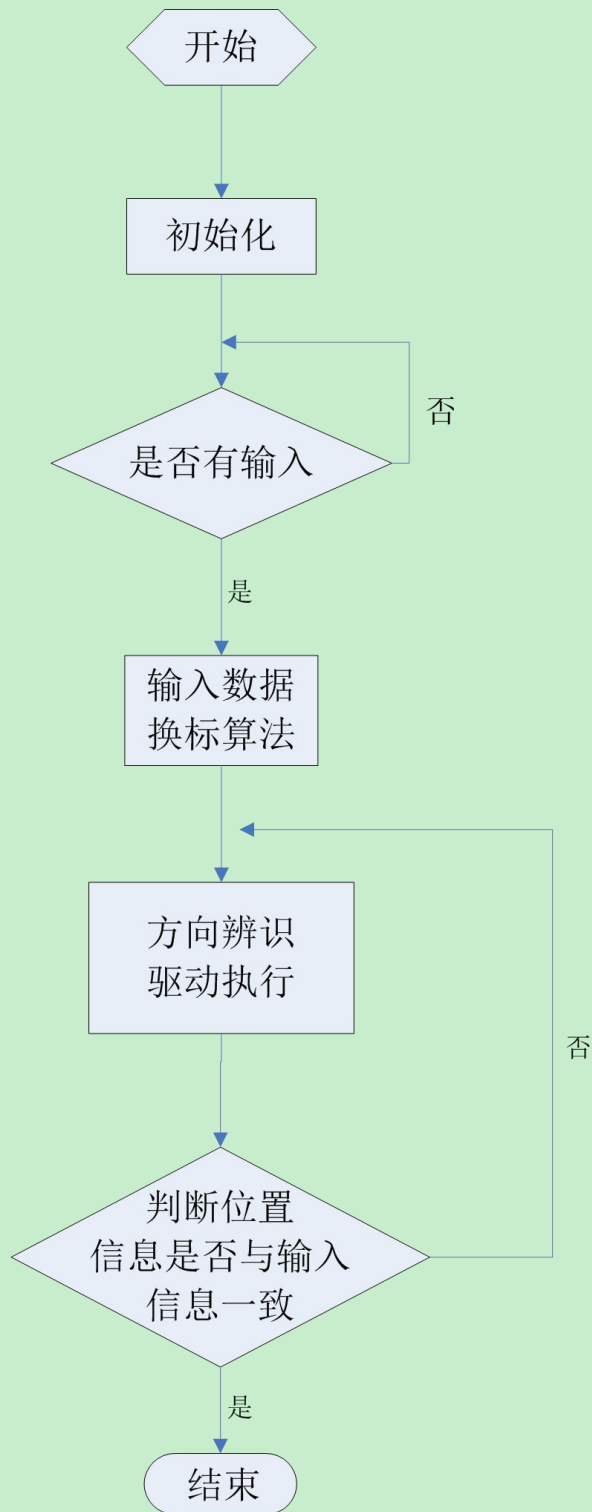 开始
初始化
否
是否有输入
是
输入数据
换标算法
方向辨识
驱动执行
否
判断位置
信息是否与输入
信息一致
是
结束